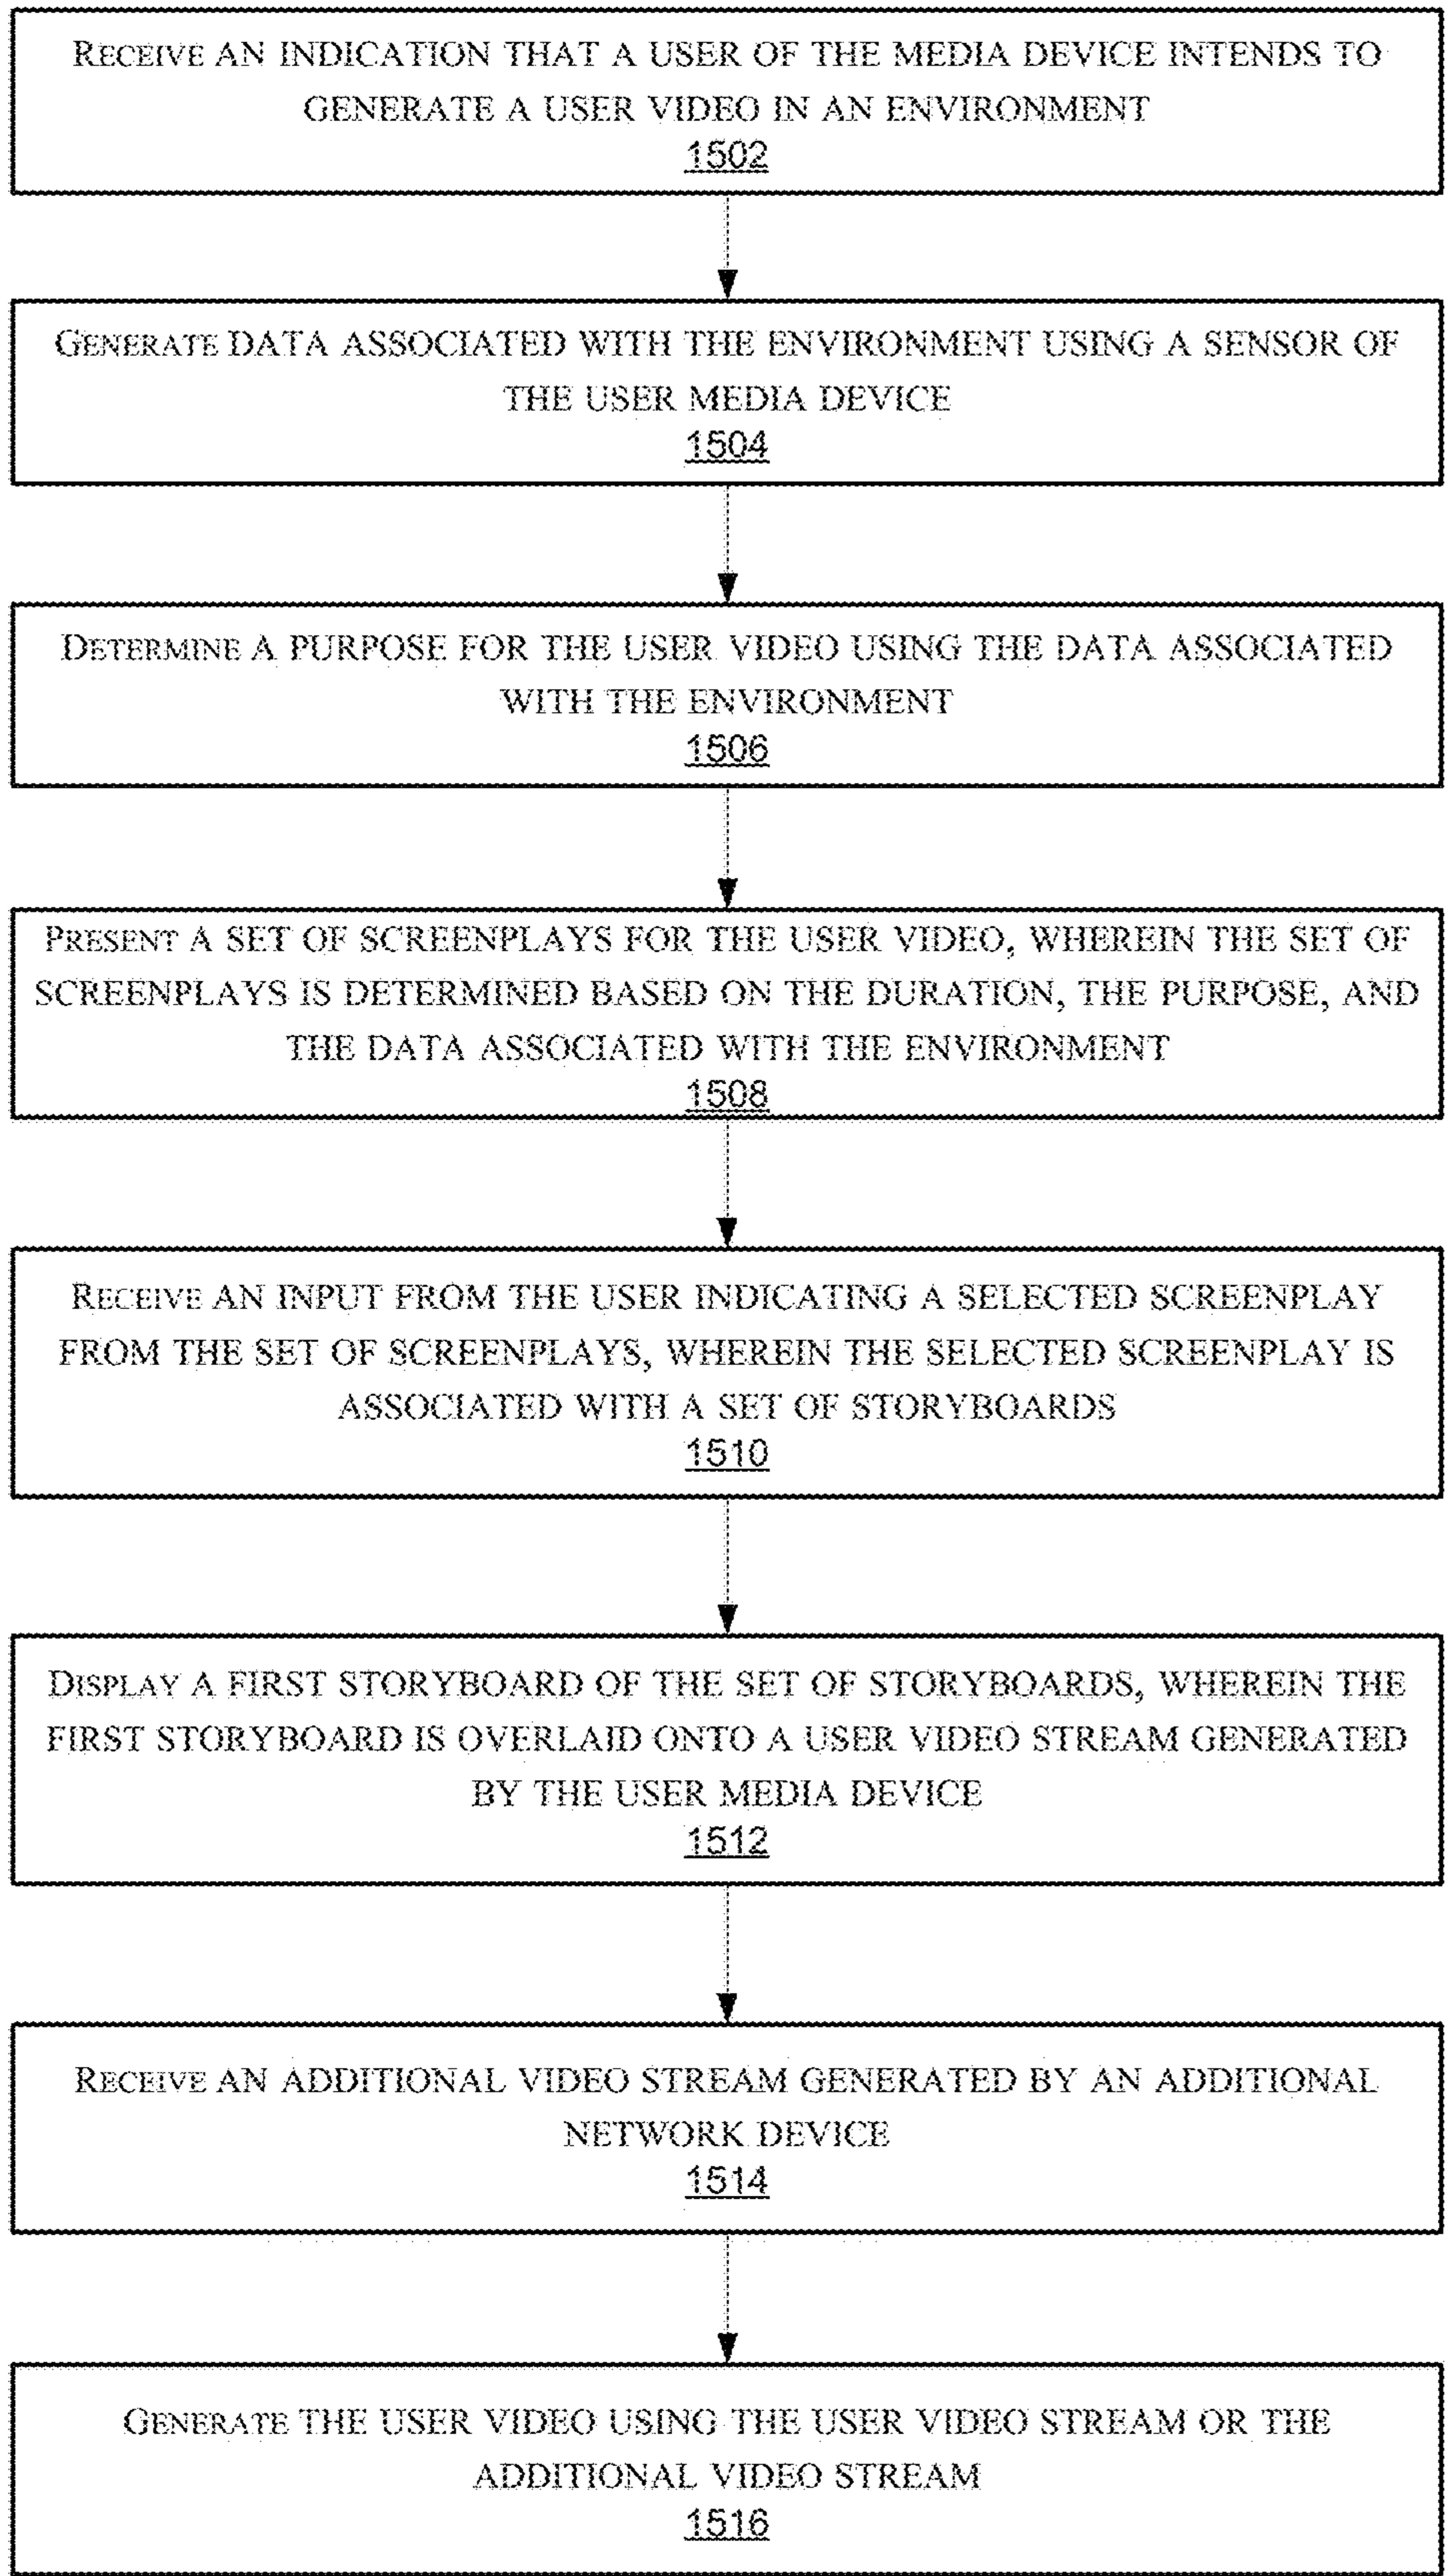 RECEIVE AN INDICATION THAT A USER OF THE MEDIA DEVICE INTENDS TO
GENERATE A USER VIDEO IN AN ENVIRONMENT
1502
GENERATE DATA ASSOCIATED WITH THE ENVIRONMENT USING A SENSOR OF
THE USER MEDIA DEVICE
1504
DETERMINE A PURPOSE FOR THE USER VIDEO USING THE DATA ASSOCIATED
WITH THE ENVIRONMENT
1506
PRESENT A SET OF SCREENPLAYS FOR THE USER VIDEO, WHEREIN THE SET OF
SCREENPLAYS IS DETERMINED BASED ON THE DURATION, THE PURPOSE, AND
THE DATA ASSOCIATED WITH THE ENVIRONMENT
1508
RECEIVE AN INPUT FROM THE USER INDICATING A SELECTED SCREENPLAY
FROM THE SET OF SCREENPLAYS, WHEREIN THE SELECTED SCREENPLAY IS
ASSOCIATED WITH A SET OF STORYBOARDS
1510
DISPLAY A FIRST STORYBOARD OF THE SET OF STORYBOARDS, WHEREIN THE
FIRST STORYBOARD IS OVERLAID ONTO A USER VIDEO STREAM GENERATED
BY THE USER MEDIA DEVICE
1512
RECEIVE AN ADDITIONAL VIDEO STREAM GENERATED BY AN ADDITIONAL
NETWORK DEVICE
1514
GENERATE THE USER VIDEO USING THE USER VIDEO STREAM OR THE
ADDITIONAL VIDEO STREAM
1516